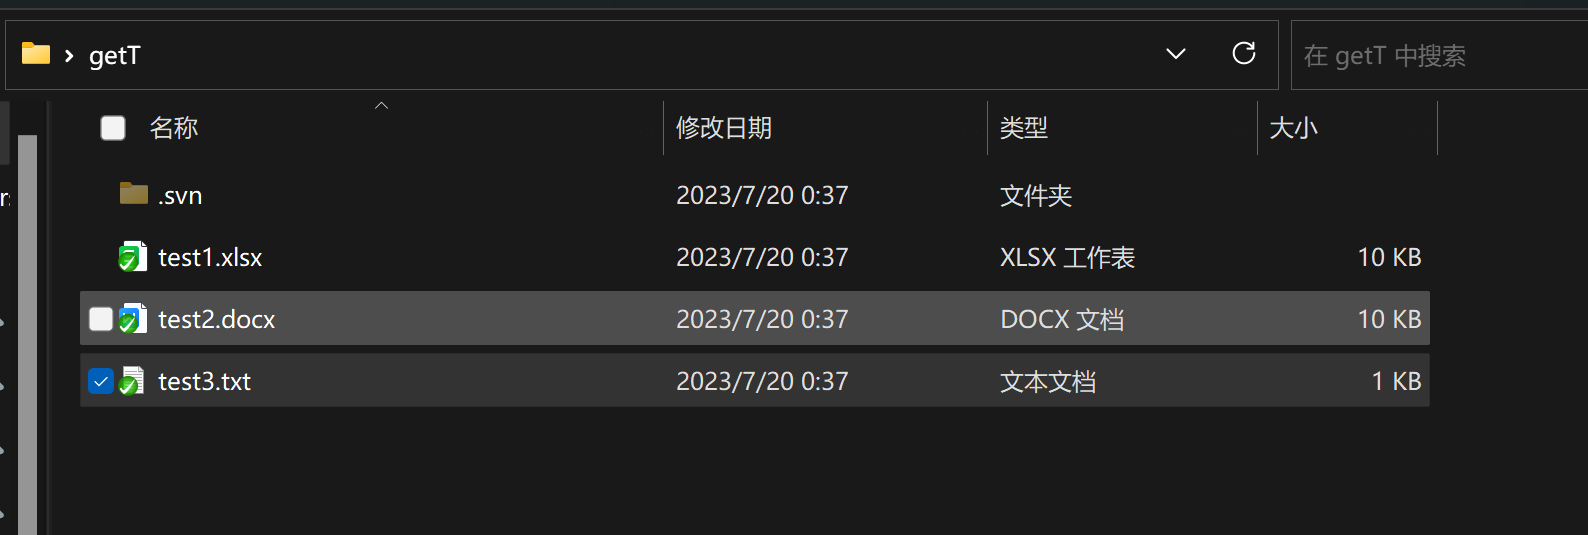 getT
在 getT 中搜索
名称 修改日期 类型 大小
.svn 2023/7/20 0:37 文件夹
test1.xlsx 2023/7/20 0:37 XLSX 工作表 10 KB
test2.docx 2023/7/20 0:37 DOCX 文档 10 KB
test3.txt 2023/7/20 0:37 文本文档 1 KB